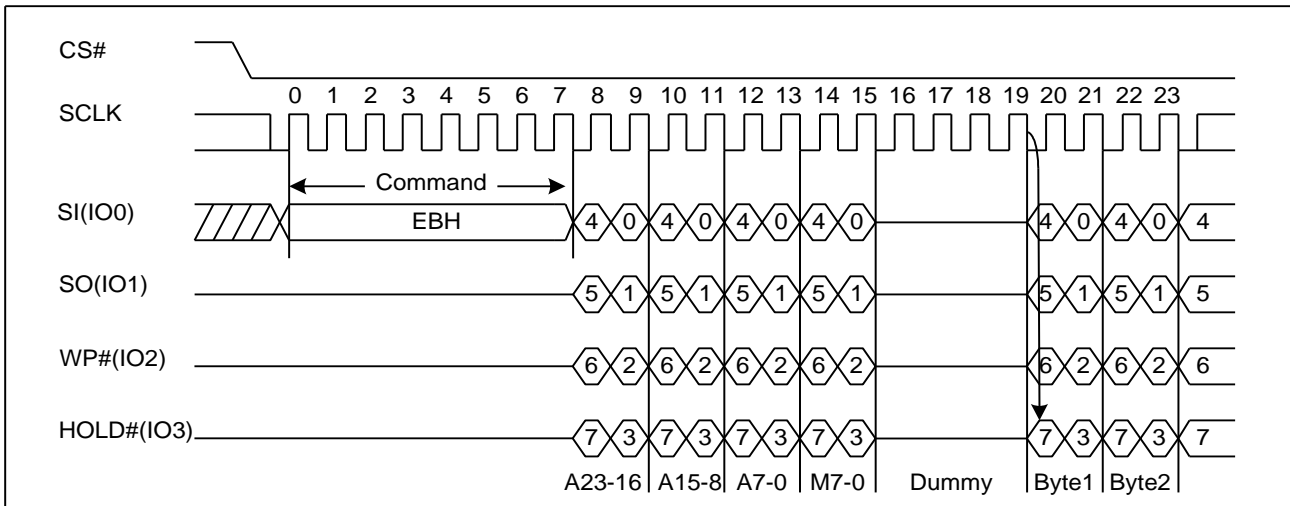 CS#
0 1 2 3 4 5 6 7 8 9 10 11 12 13 14 15 16 17 18 19 20 21 22 23
SCLK
Command
SI(IO0) EBH 4 0 4 0 4 0 4 0 4 0 4 0 4
SO(IO1) 5 1 5 1 5 1 5 1 5 1 5 1 5
WP#(IO2) 6 2 6 2 6 2 6 2 6 2 6 2 6
HOLD#(IO3) 7 3 7 3 7 3 7 3 7 3 7 3 7
A23-16 A15-8 A7-0 M7-0 Dummy Byte1 Byte2